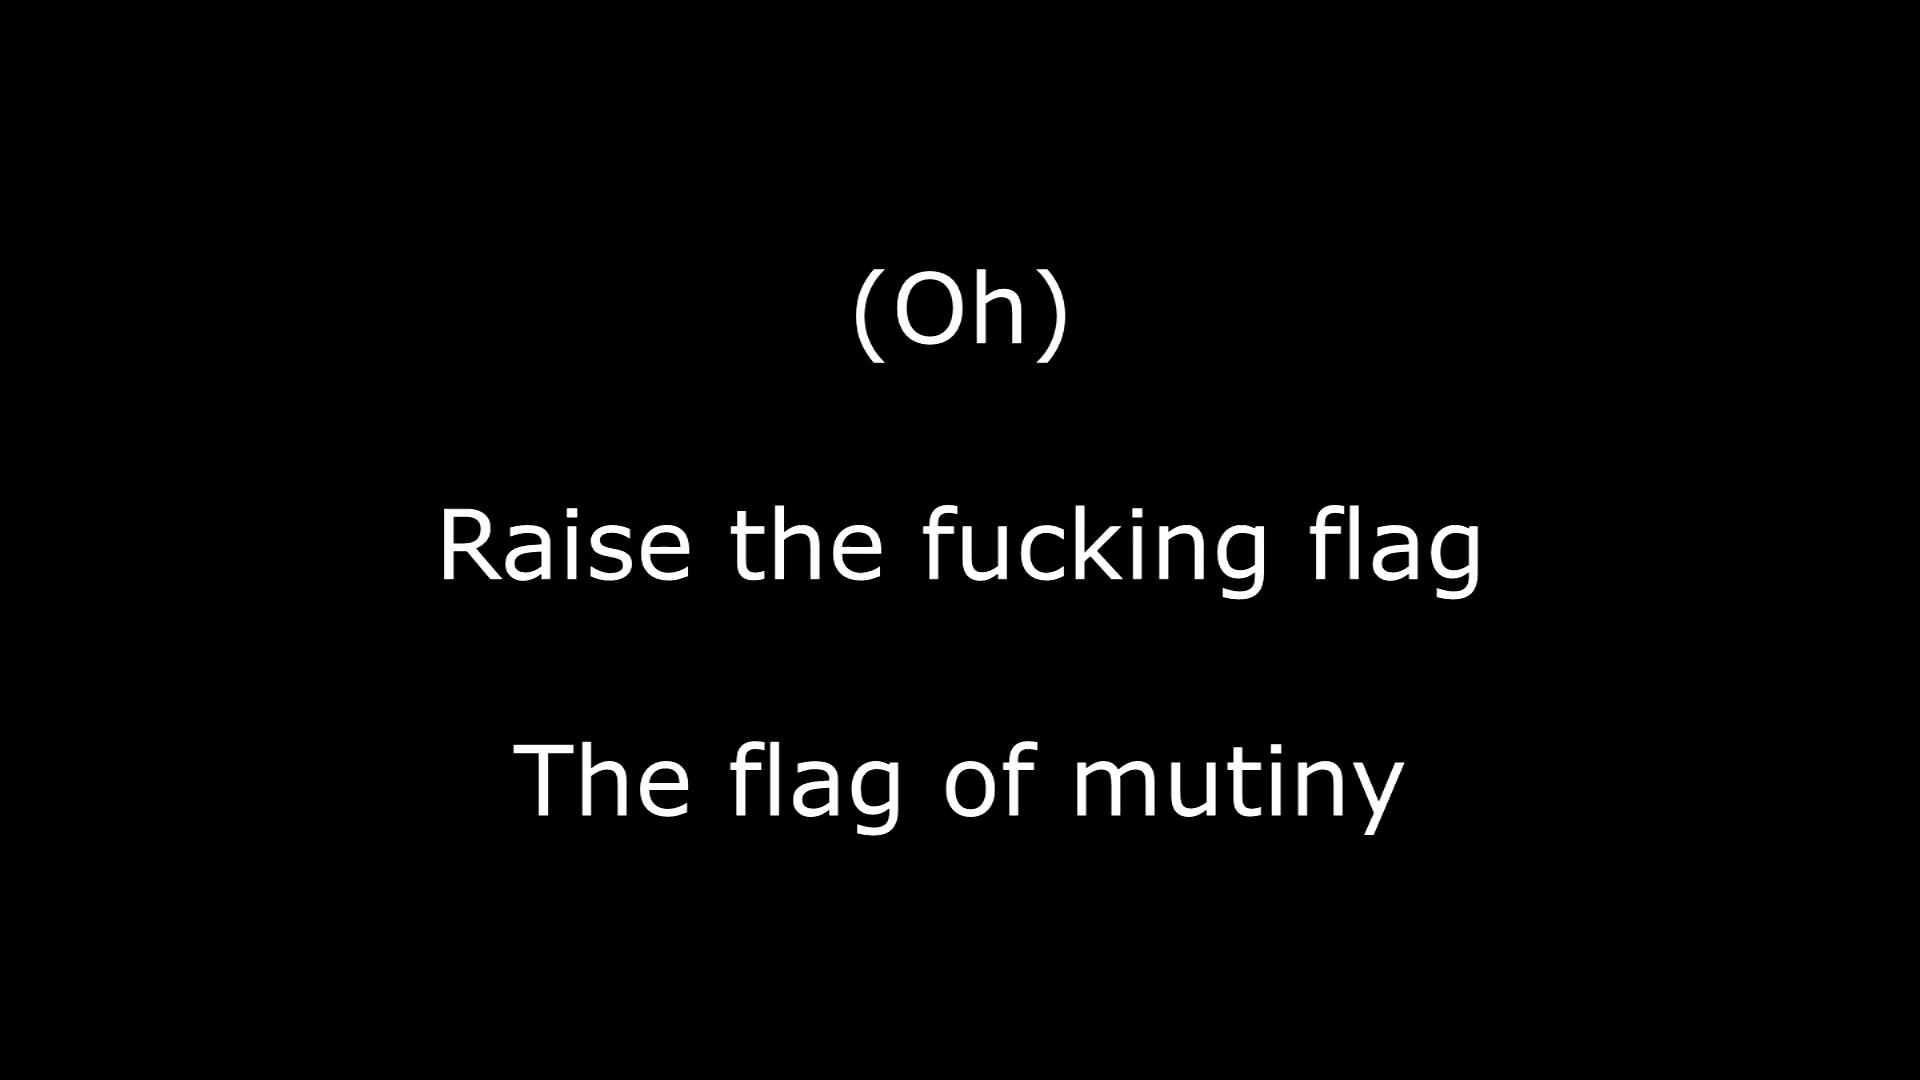 (Oh)
Raise the fucking flag
The flag of mutiny